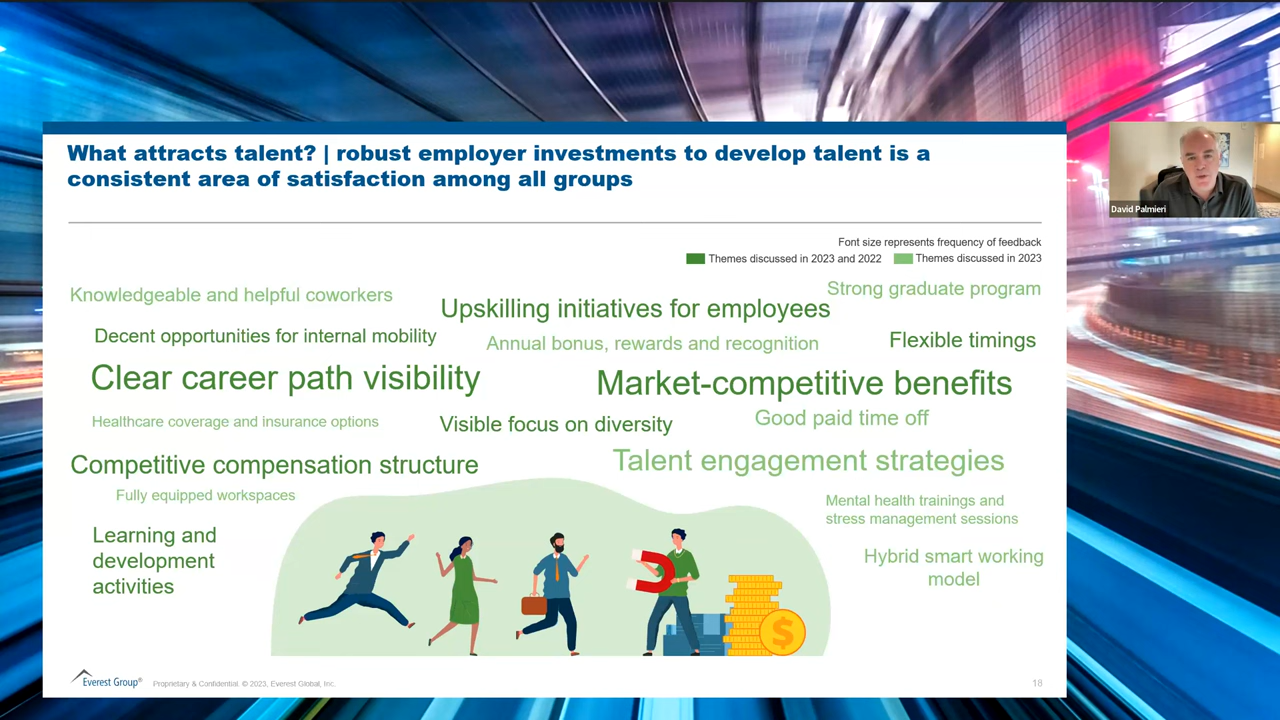 What attracts talent? | robust employer investments to develop talent is a
consistent area of satisfaction among all groups
David Palmieri
Font size represents frequency of feedback
Themes discussed in 2023 and 2022
Themes discussed in 2023
Knowledgeable and helpful coworkers
Upskilling initiatives for employees
Strong graduate program
Decent opportunities for internal mobility
Annual bonus, rewards and recognition
Flexible timings
Clear career path visibility
Market-competitive benefits
Healthcare coverage and insurance options
Visible focus on diversity
Good paid time off
Competitive compensation structure
Talent engagement strategies
Fully equipped workspaces
Mental health trainings and
stress management sessions
Learning and
development
activities
Hybrid smart working
model
$
Everest Group®
Proprietary & Confidential. © 2023, Everest Global, Inc.
18